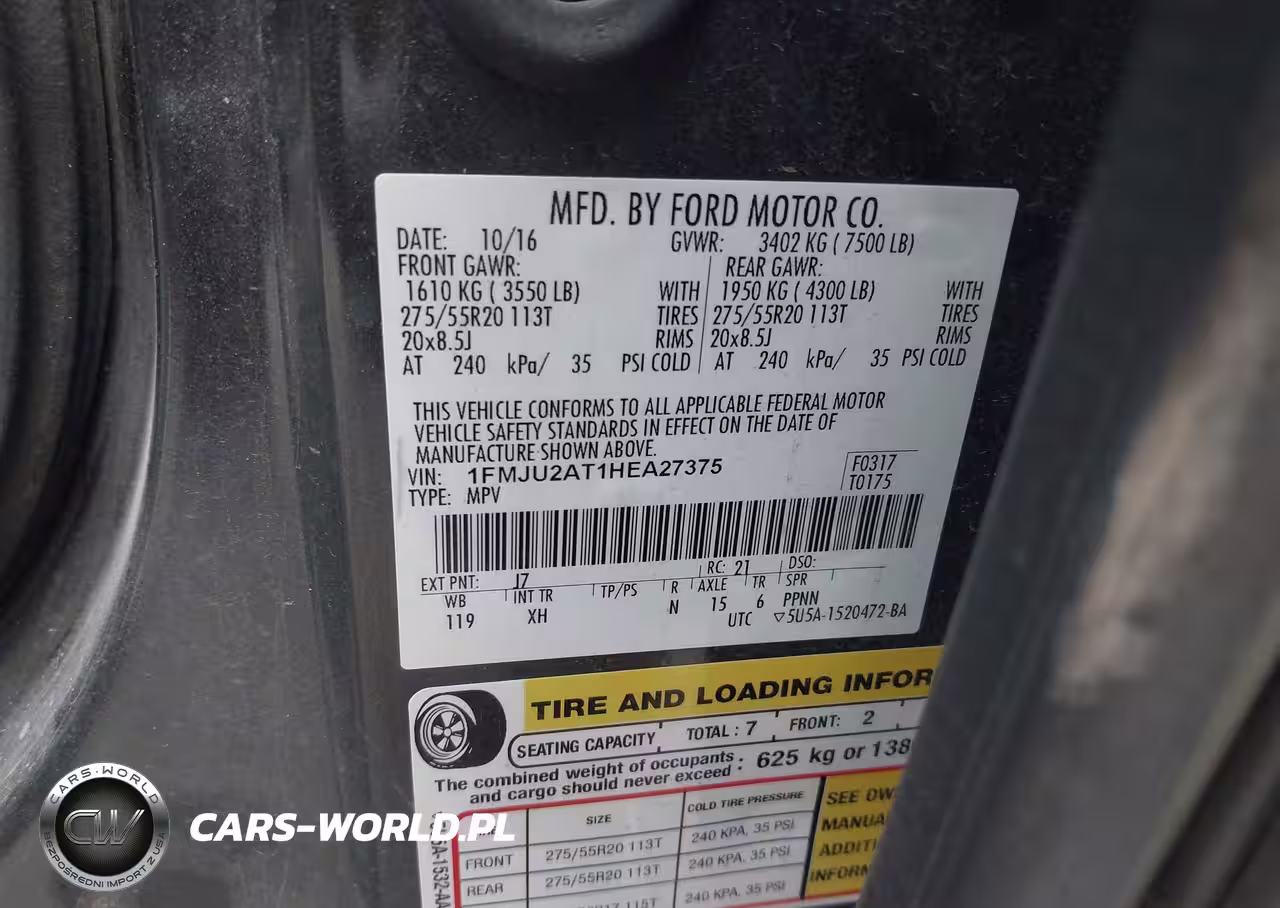 MFD. BY FORD MOTOR CO.
DATE: 10/16 GVWR: 3402 KG ( 7500 LB)
FRONT GAWR: REAR GAWR:
1610 KG ( 3550 LB) WITH 1950 KG ( 4300 LB) WITH
275/55R20 113T TIRES 275/55R20 113T TIRES
20x8.5J RIMS 20x8.5J RIMS
AT 240 kPa/ 35 PSI COLD AT 240 kPa/ 35 PSI COLD
THIS VEHICLE CONFORMS TO ALL APPLICABLE FEDERAL MOTOR
VEHICLE SAFETY STANDARDS IN EFFECT ON THE DATE OF
MANUFACTURE SHOWN ABOVE.
VIN: 1FMJU2AT1HEA27375 F0317
TYPE: MPV T0175
EXT PNT: J7 RC: 21 DSO:
WB INT TR TP/PS R AXLE TR SPR
119 XH N 15 6 PPNN
UTC ▽5U5A-1520472-BA
TIRE AND LOADING INFOR
SEATING CAPACITY TOTAL : 7 FRONT: 2
The combined weight of occupants
and cargo should never exceed : 625 kg or 138
SIZE COLD TIRE PRESSURE SEE OW
FRONT 275/55R20 113T 240 KPA, 35 PSI MANUA
REAR 275/55R20 113T 240 KPA, 35 PSI ADDITI
115T 240 KPA, 35 PSI INFORM
5A-1532-AA
CARS-WORLD
CW
BEZPOŚREDNI IMPORT Z USA
CARS-WORLD.PL